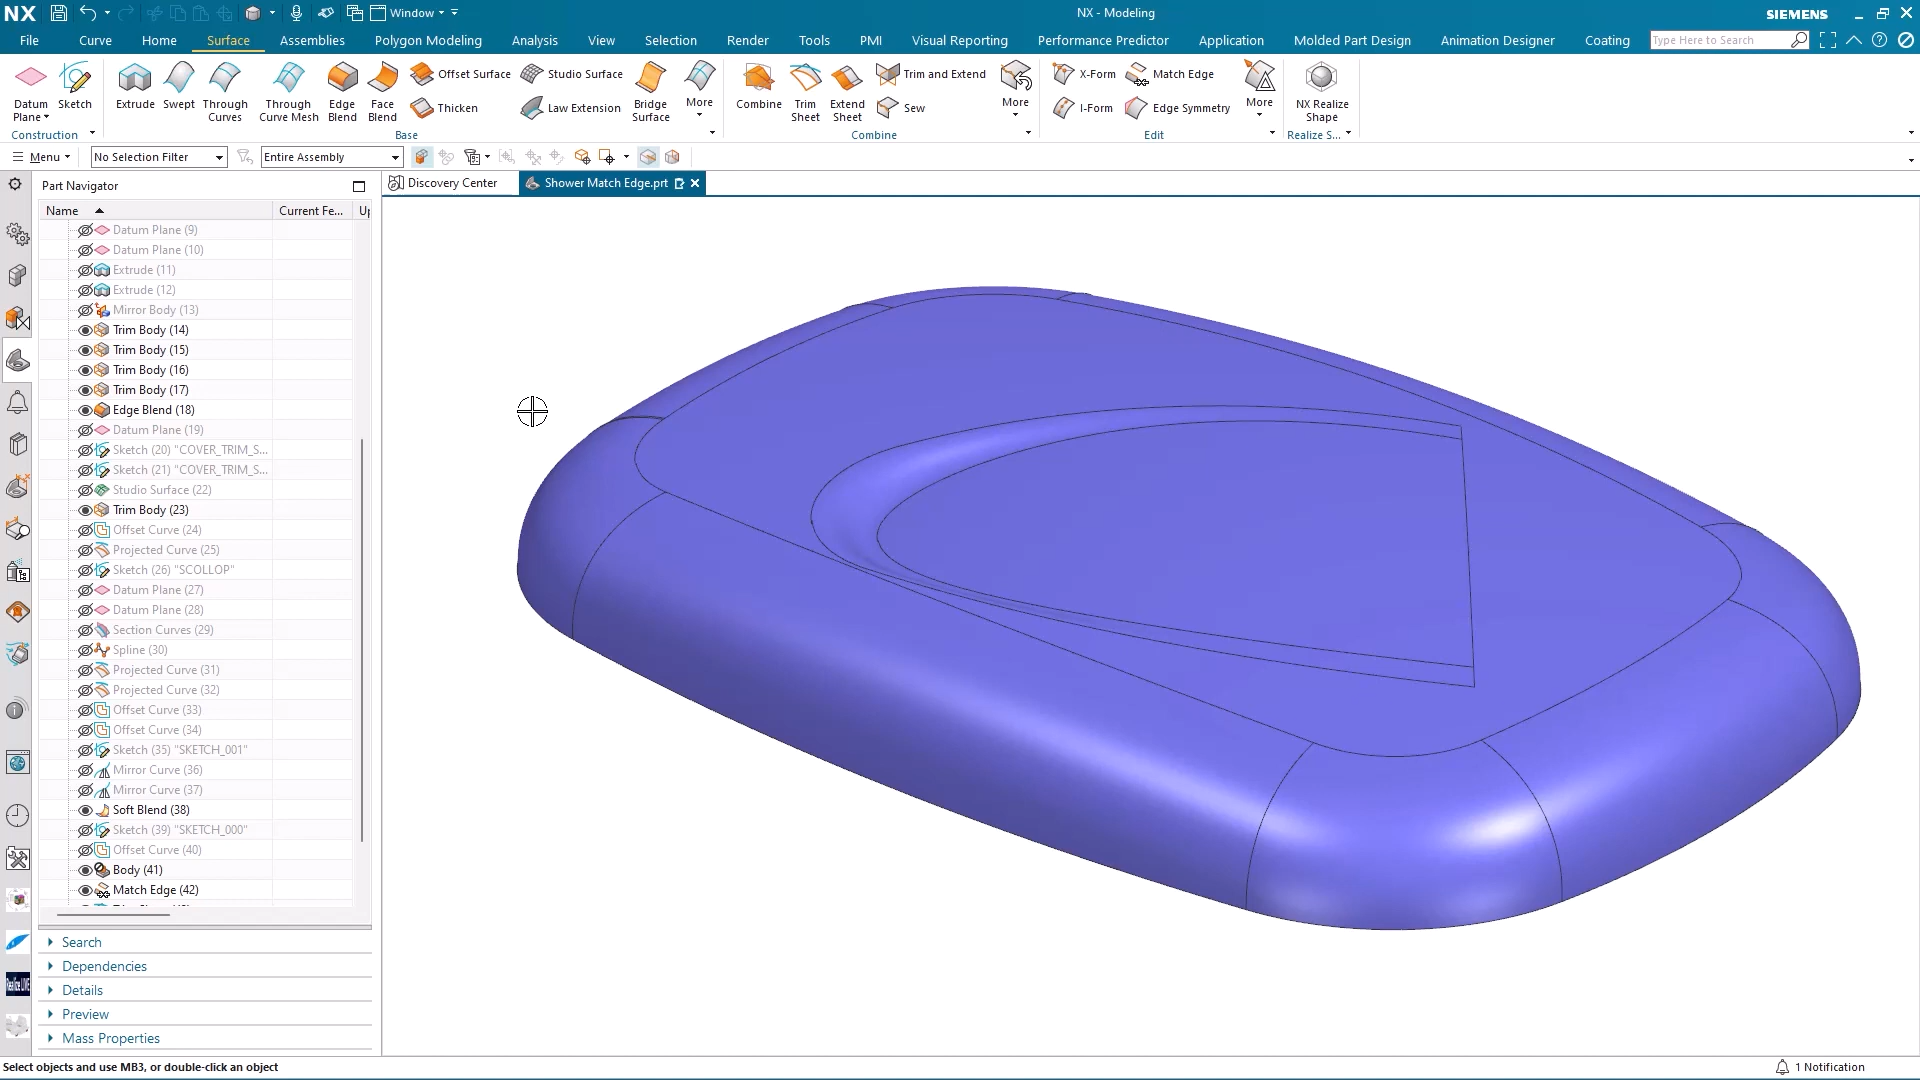 NX
Window
NX - Modeling
SIEMENS
File
Curve
Home
Surface
Assemblies
Polygon Modeling
Analysis
View
Selection
Render
Tools
PMI
Visual Reporting
Performance Predictor
Application
Molded Part Design
Animation Designer
Coating
Type Here to Search
Datum Plane
Sketch
Extrude
Swept
Through Curves
Through Curve Mesh
Edge Blend
Face Blend
Offset Surface
Thicken
Studio Surface
Law Extension
Bridge Surface
More
Combine
Trim Sheet
Extend Sheet
Trim and Extend
Sew
More
X-Form
I-Form
Match Edge
Edge Symmetry
More
NX Realize Shape
Construction
Base
Combine
Edit
Realize S...
Menu
No Selection Filter
Entire Assembly
Part Navigator
Discovery Center
Shower Match Edge.prt
Name
Current Fe...
Datum Plane (9)
Datum Plane (10)
Extrude (11)
Extrude (12)
Mirror Body (13)
Trim Body (14)
Trim Body (15)
Trim Body (16)
Trim Body (17)
Edge Blend (18)
Datum Plane (19)
Sketch (20) "COVER_TRIM_S...
Sketch (21) "COVER_TRIM_S...
Studio Surface (22)
Trim Body (23)
Offset Curve (24)
Projected Curve (25)
Sketch (26) "SCOLLOP"
Datum Plane (27)
Datum Plane (28)
Section Curves (29)
Spline (30)
Projected Curve (31)
Projected Curve (32)
Offset Curve (33)
Offset Curve (34)
Sketch (35) "SKETCH_001"
Mirror Curve (36)
Mirror Curve (37)
Soft Blend (38)
Sketch (39) "SKETCH_000"
Offset Curve (40)
Body (41)
Match Edge (42)
Search
Dependencies
Details
Preview
Mass Properties
Select objects and use MB3, or double-click an object
1 Notification